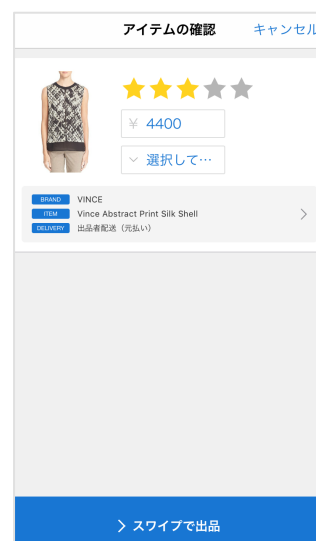 アイテムの確認 キャンセル
¥ 4400
選択して…
BRAND VINCE
ITEM Vince Abstract Print Silk Shell
DELIVERY 出品者配送（元払い）
スワイプで出品